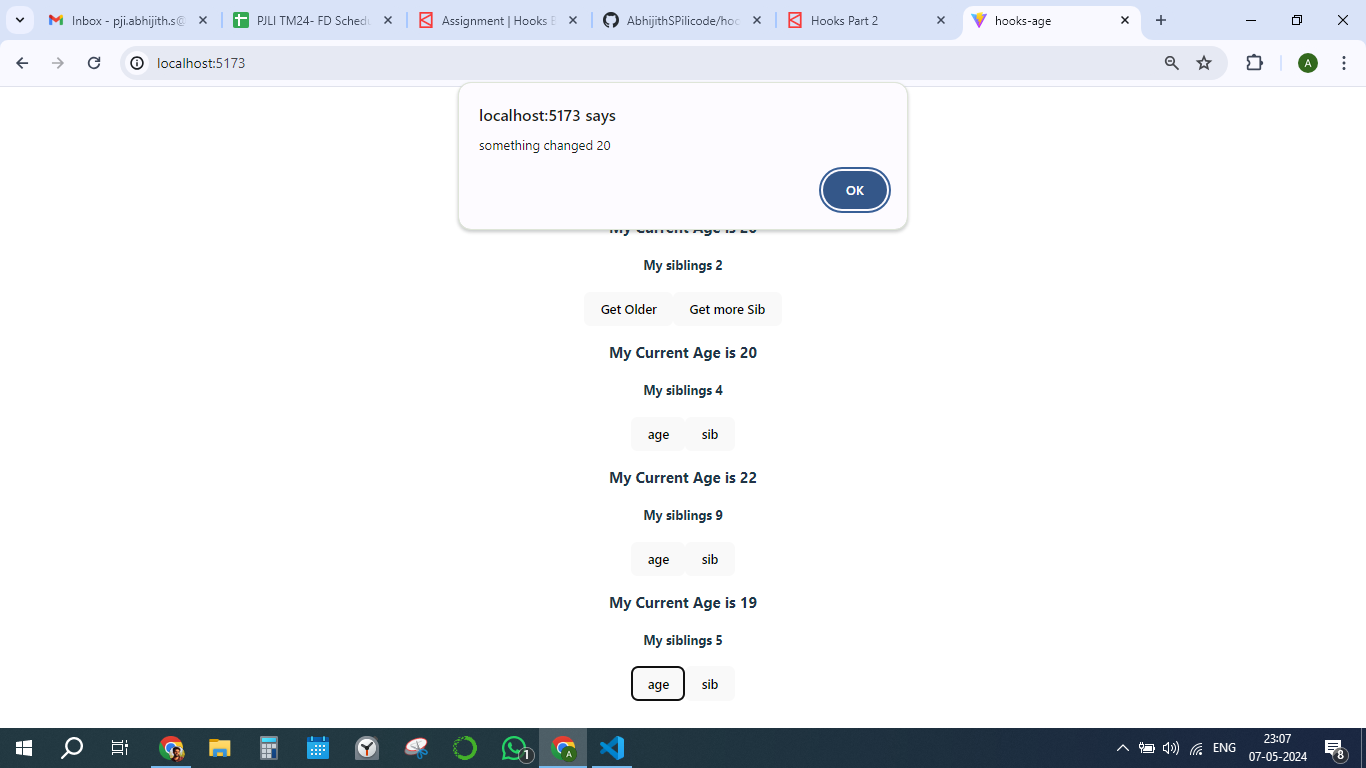 Inbox - pji.abhijith.s@
PJLI TM24- FD Schedu
Assignment | Hooks E
AbhijithSPilicode/hoo
Hooks Part 2
hooks-age
localhost:5173
A
localhost:5173 says
something changed 20
OK
My Current Age is 20
My siblings 2
Get Older Get more Sib
My Current Age is 20
My siblings 4
age sib
My Current Age is 22
My siblings 9
age sib
My Current Age is 19
My siblings 5
age sib
1
A
ENG
23:07
07-05-2024
8